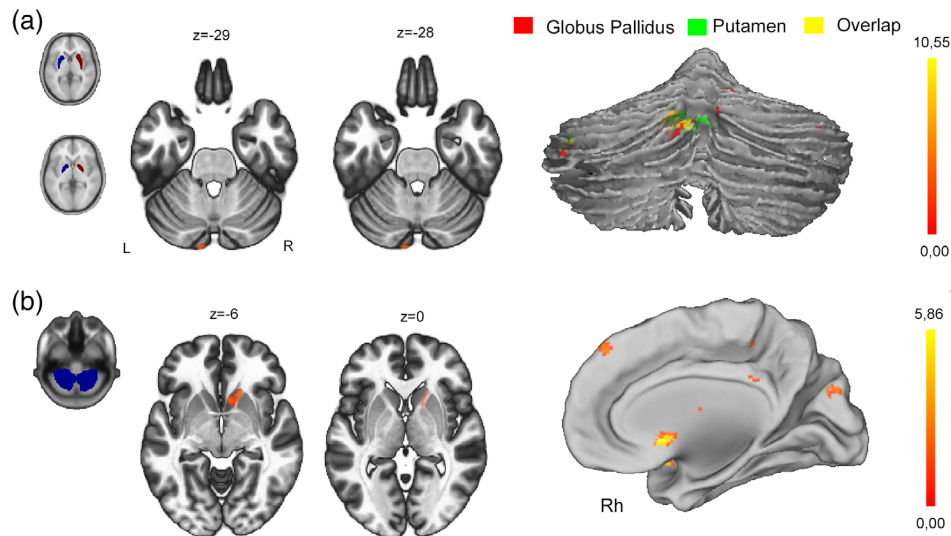 (a)
z=-29
z=-28
Globus Pallidus
Putamen
Overlap
10,55
L
R
0,00
(b)
z=-6
z=0
5,86
Rh
0,00